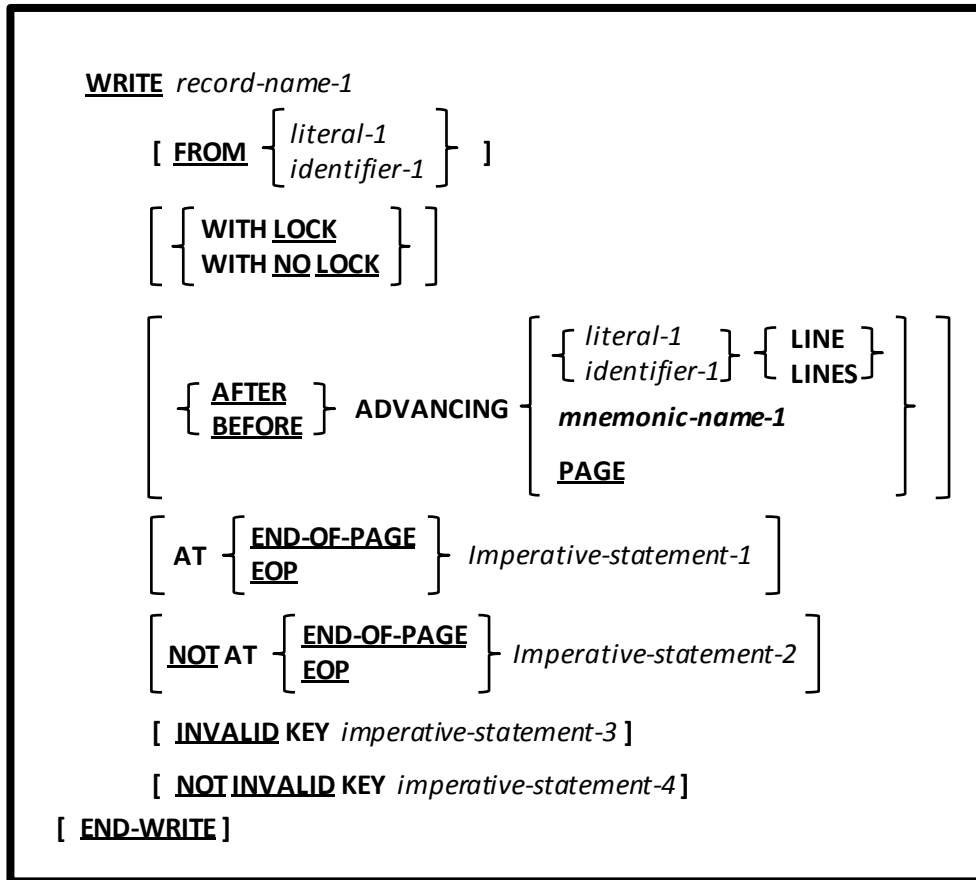 WRITE record-name-1
[ FROM { literal-1
identifier-1 } ]
[ { WITH LOCK
WITH NO LOCK } ]
[ { AFTER
BEFORE } ADVANCING { { literal-1
identifier-1 } { LINE
LINES }
mnemonic-name-1
PAGE } ]
[ AT { END-OF-PAGE
EOP } Imperative-statement-1 ]
[ NOT AT { END-OF-PAGE
EOP } Imperative-statement-2 ]
[ INVALID KEY imperative-statement-3 ]
[ NOT INVALID KEY imperative-statement-4 ]
[ END-WRITE ]